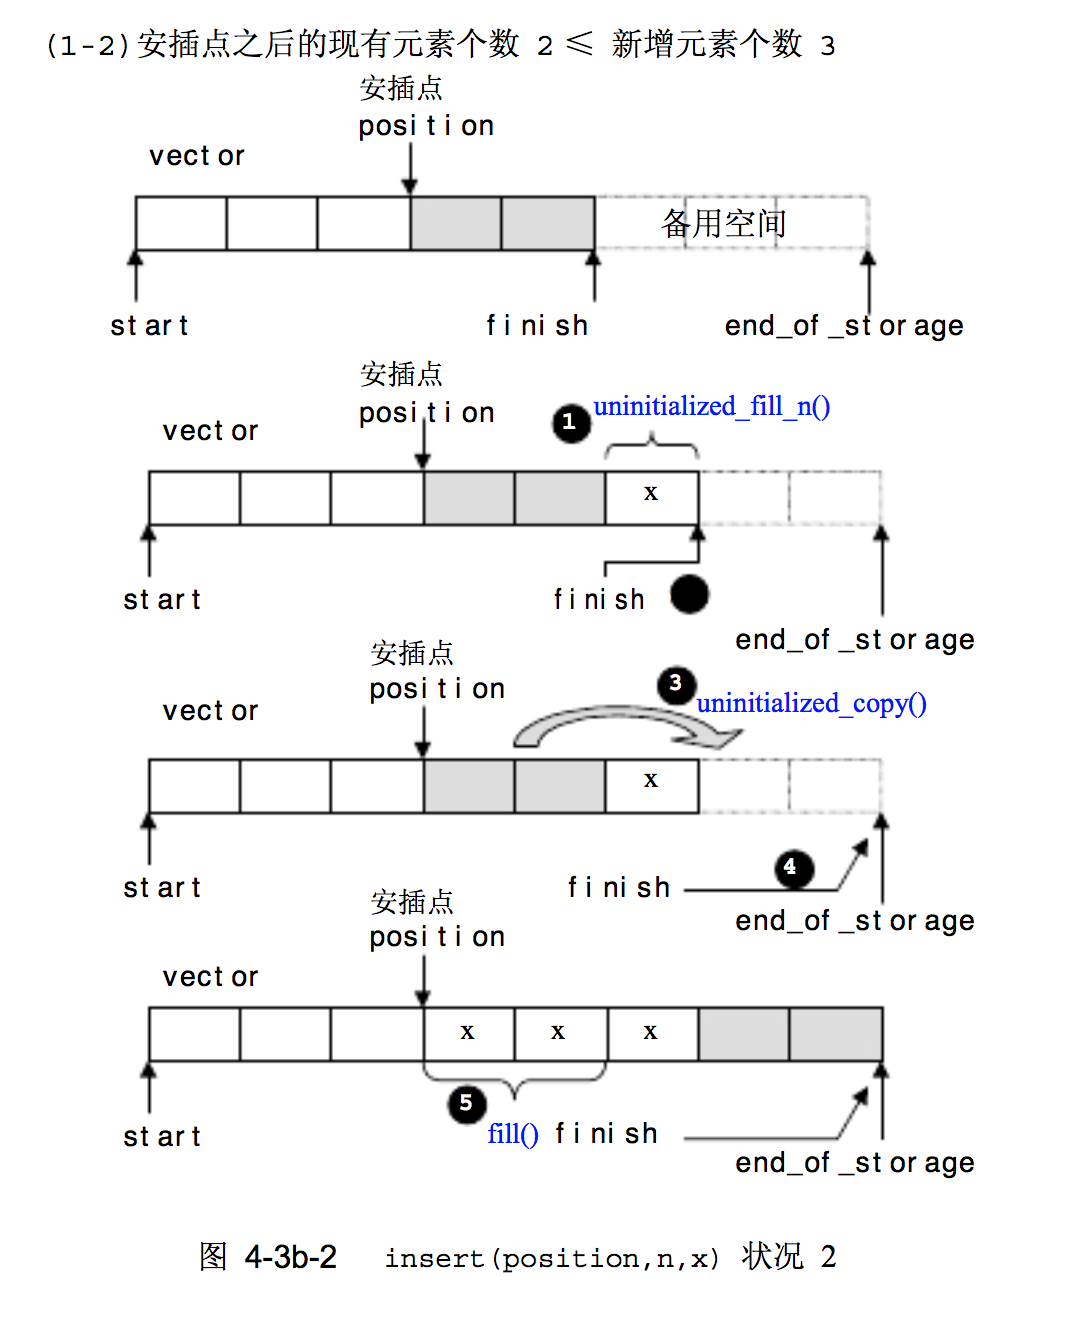 (1-2)安插点之后的现有元素个数 2 ≤ 新增元素个数 3
安插点
position
vector
备用空间
start
finish
end_of_storage
安插点
position
1
uninitialized_fill_n()
vector
x
start
finish
end_of_storage
安插点
position
3
uninitialized_copy()
vector
x
start
finish
4
end_of_storage
安插点
position
vector
x x x
5
start
fill()
finish
end_of_storage
图 4-3b-2 insert(position,n,x) 状况 2